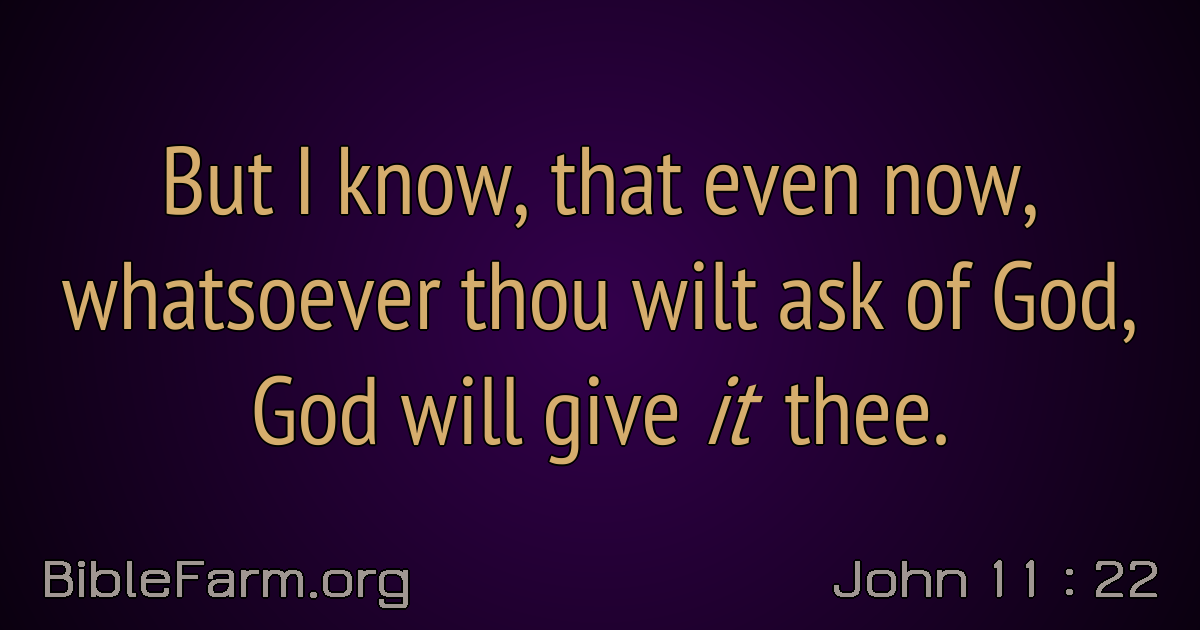 But I know, that even now,
whatsoever thou wilt ask of God,
God will give it thee.
BibleFarm.org
John 11 : 22